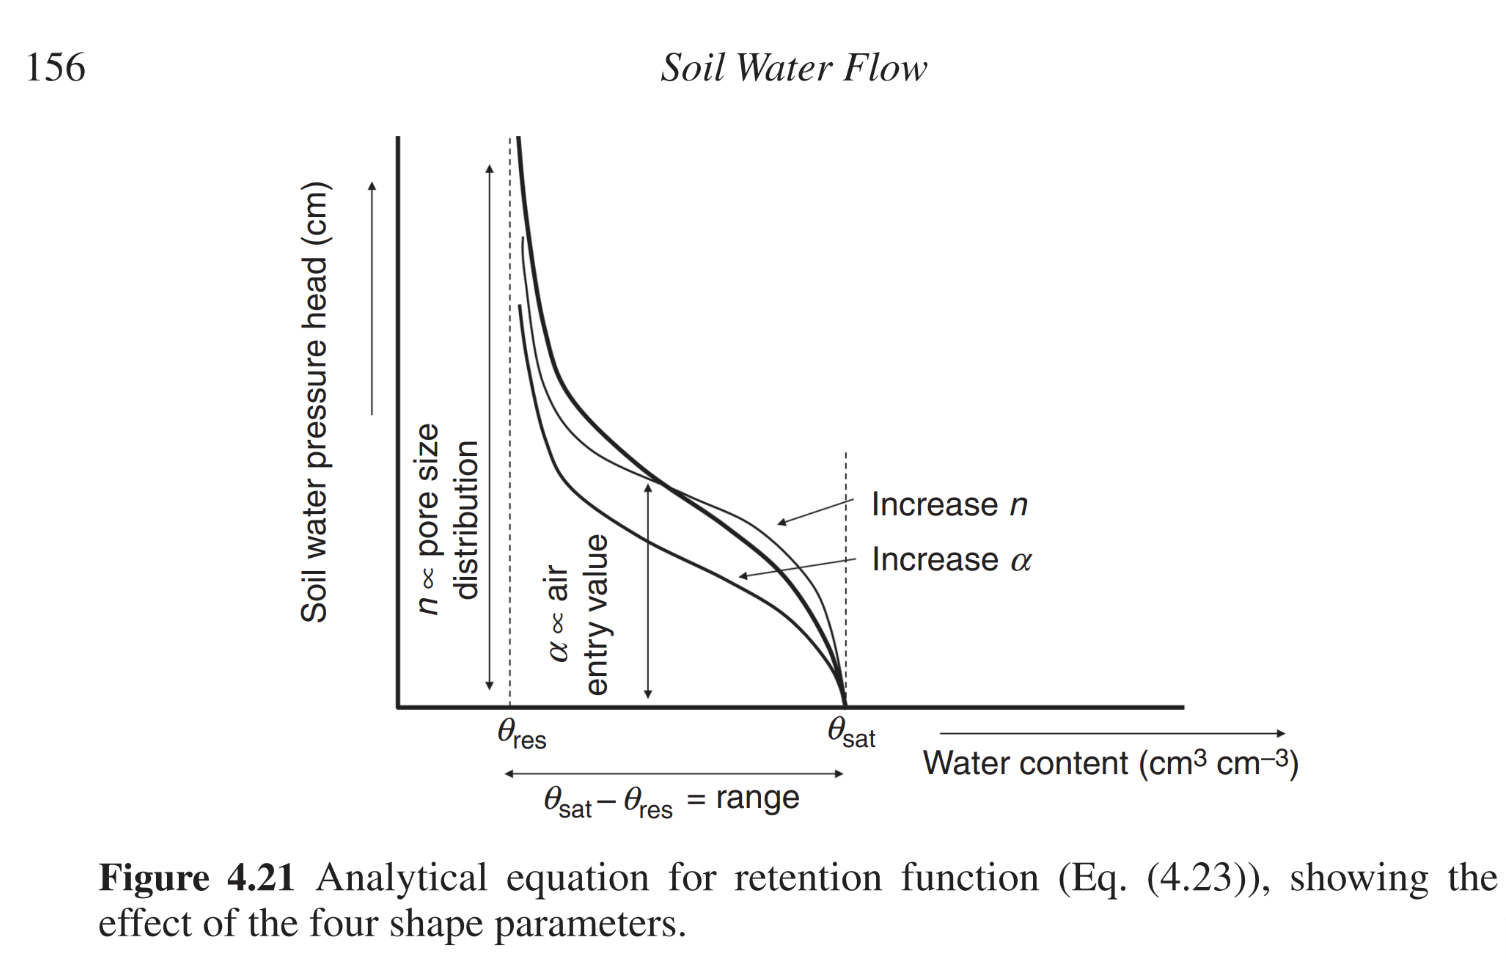 156
Soil Water Flow
Soil water pressure head (cm)
n ∝ pore size
distribution
α ∝ air
entry value
Increase n
Increase α
θres
θsat
Water content (cm3 cm–3)
θsat – θres = range
Figure 4.21 Analytical equation for retention function (Eq. (4.23)), showing the
effect of the four shape parameters.